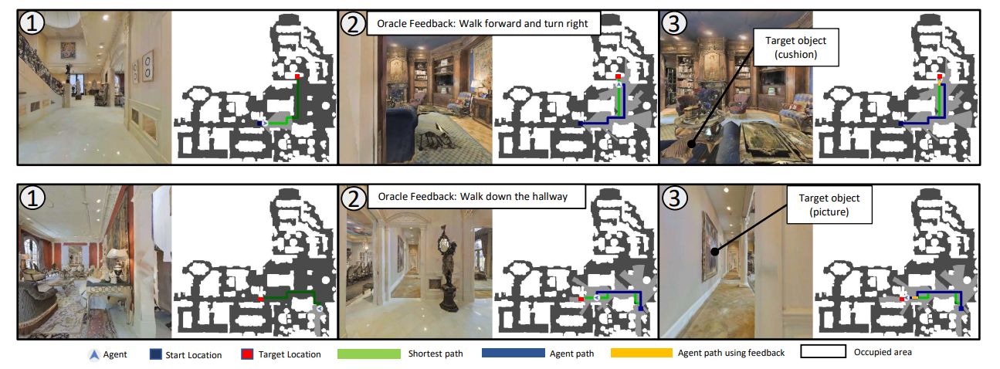 1
2
Oracle Feedback: Walk forward and turn right
3
Target object
(cushion)
1
2
Oracle Feedback: Walk down the hallway
3
Target object
(picture)
Agent
Start Location
Target Location
Shortest path
Agent path
Agent path using feedback
Occupied area